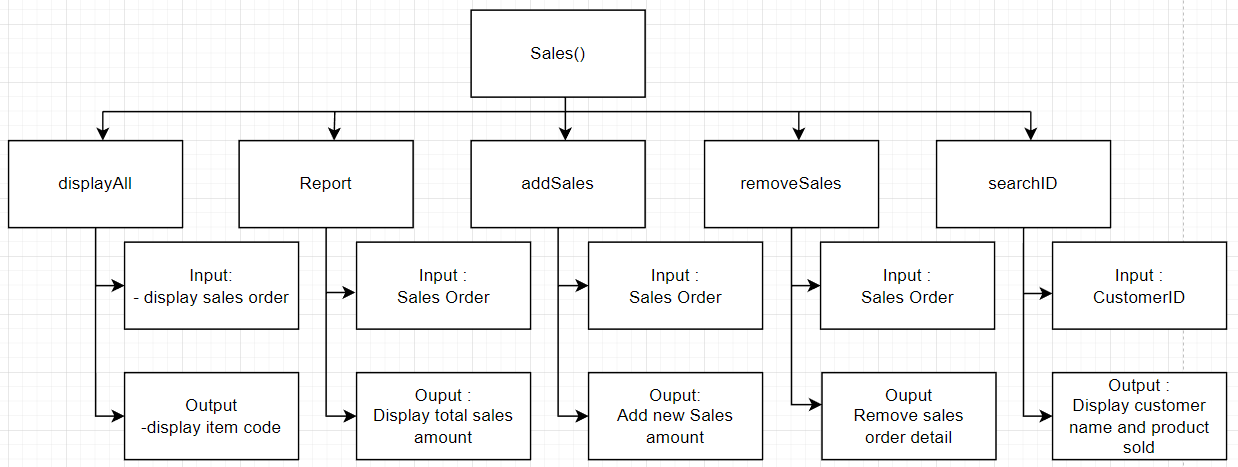 Sales()
displayAll
Report
addSales
removeSales
searchID
Input:
- display sales order
Input :
Sales Order
Input :
Sales Order
Input :
Sales Order
Input :
CustomerID
Output
-display item code
Ouput :
Display total sales
amount
Ouput:
Add new Sales
amount
Ouput
Remove sales
order detail
Output :
Display customer
name and product
sold